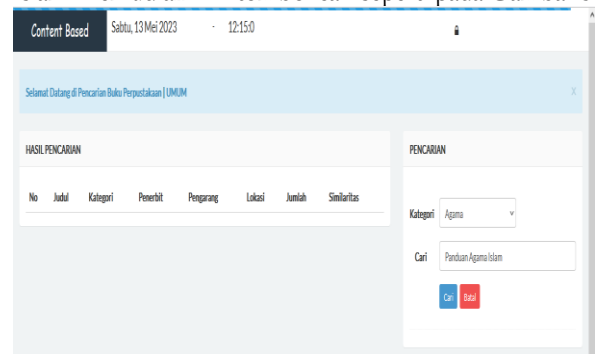 Content Based
Sabtu, 13 Mei 2023 - 12:15:0
Selamat Datang di Pencarian Buku Perpustakaan | UMUM X
HASIL PENCARIAN
No Judul Kategori Penerbit Pengarang Lokasi Jumlah Similaritas
PENCARIAN
Kategori Agama
Cari Panduan Agama Islam
Cari Batal